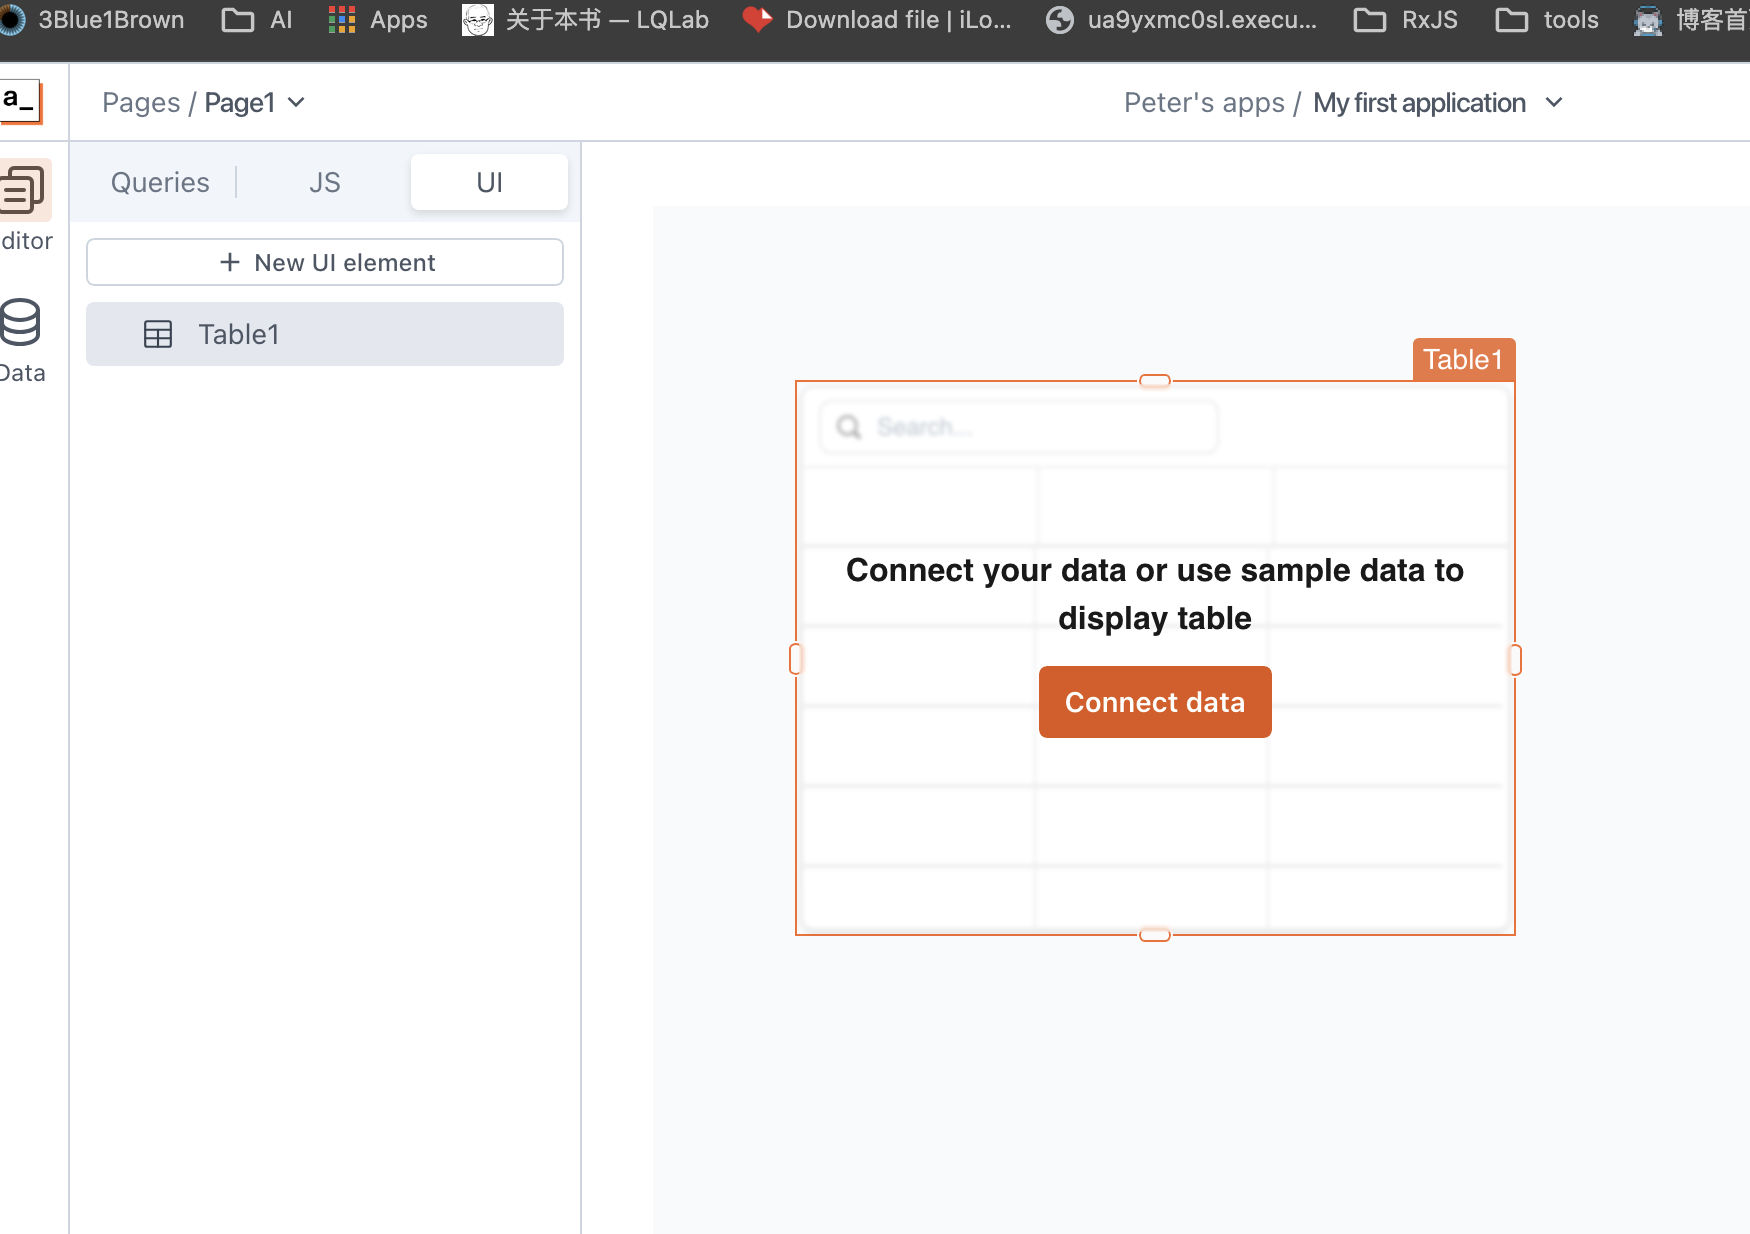 3Blue1Brown AI Apps 关于本书 — LQLab Download file | iLo... ua9yxmc0sl.execu... RxJS tools 博客首
a_
Pages / Page1
Peter's apps / My first application
Queries JS UI
ditor
+ New UI element
Table1
Data
Table1
Search...
Connect your data or use sample data to
display table
Connect data